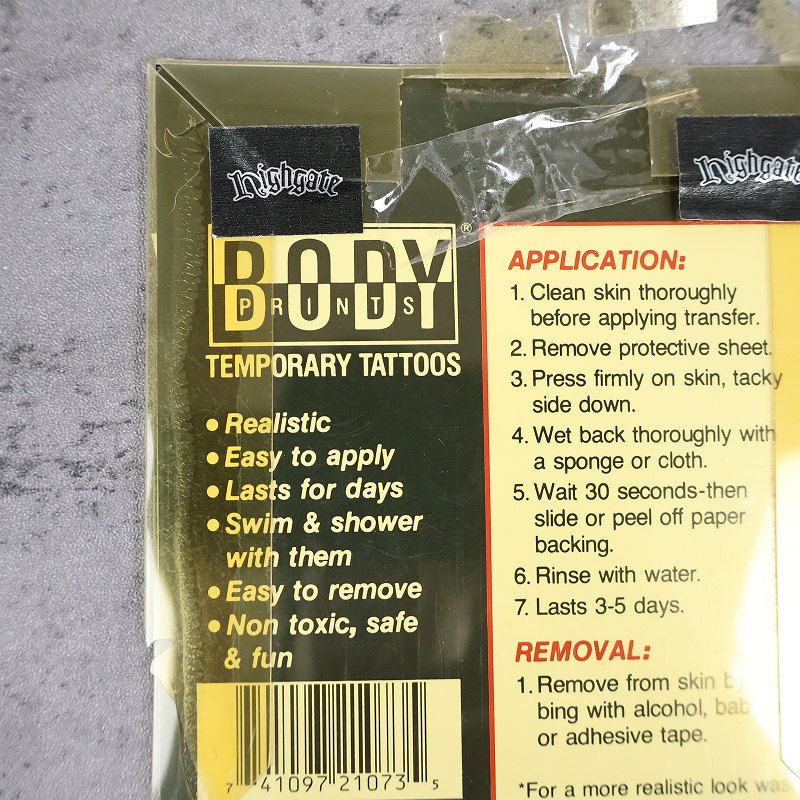 Highgate
Highgate
BODY®
PRINTS
TEMPORARY TATTOOS
• Realistic
• Easy to apply
• Lasts for days
• Swim & shower
with them
• Easy to remove
• Non toxic, safe
& fun
7 41097 21073 5
APPLICATION:
1. Clean skin thoroughly
before applying transfer.
2. Remove protective sheet.
3. Press firmly on skin, tacky
side down.
4. Wet back thoroughly with
a sponge or cloth.
5. Wait 30 seconds-then
slide or peel off paper
backing.
6. Rinse with water.
7. Lasts 3-5 days.
REMOVAL:
1. Remove from skin
bing with alcohol,
or adhesive tape.
*For a more realistic look